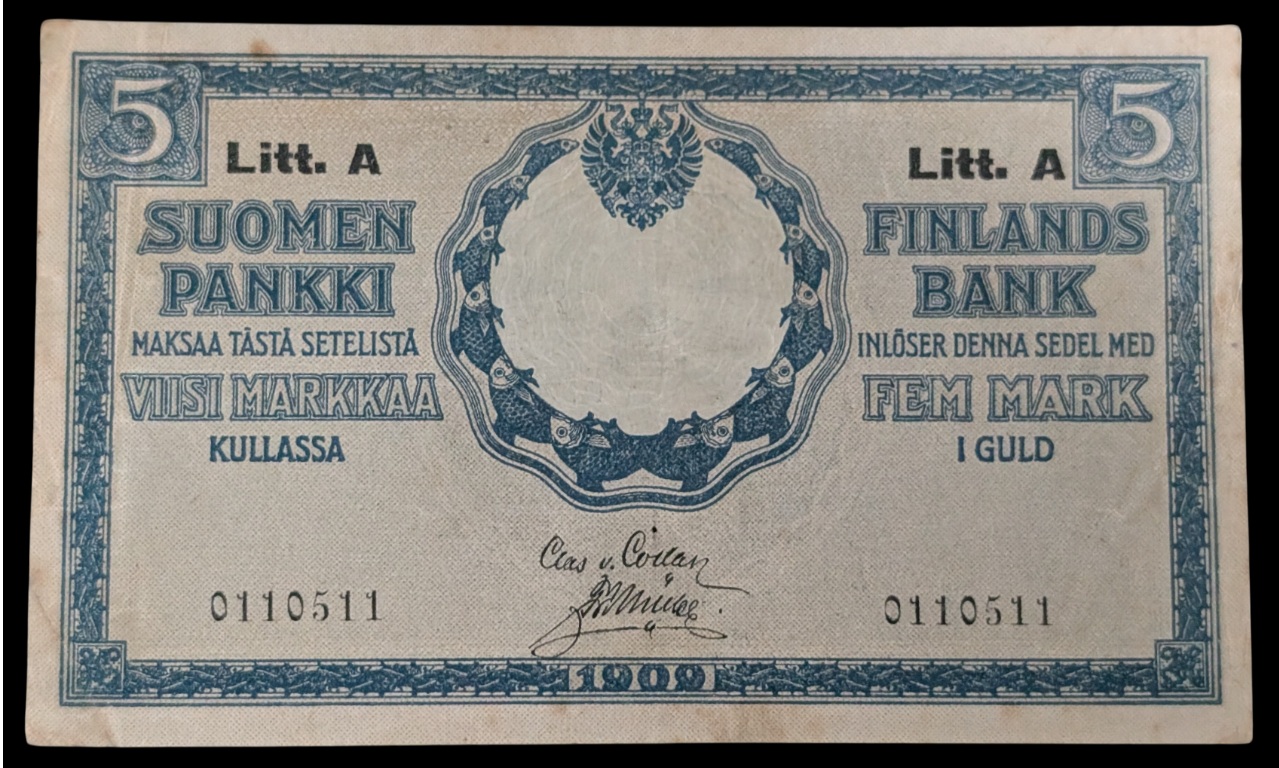 5 5
Litt. A Litt. A
SUOMEN
PANKKI
MAKSAA TÄSTÄ SETELISTÄ
VIISI MARKKAA
KULLASSA
FINLANDS
BANK
INLÖSER DENNA SEDEL MED
FEM MARK
I GULD
Clas v. Collan
0110511 0110511
1909